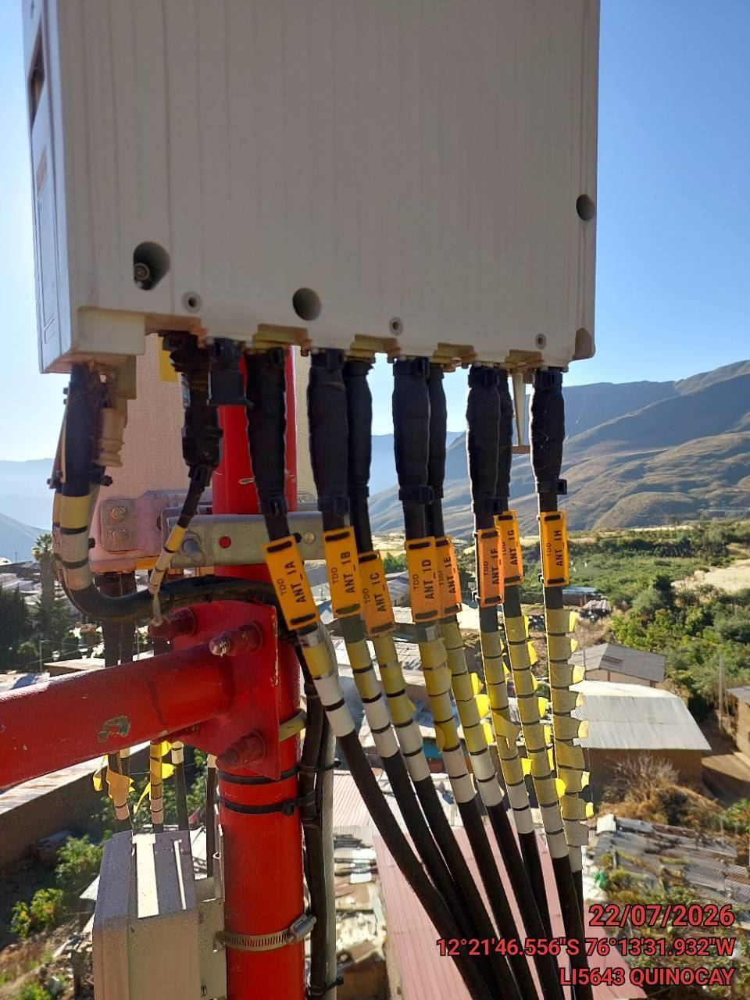 TDD
ANT_1A
TDD
ANT_1B
TDD
ANT_1C
TDD
ANT_1D
TDD
ANT_1E
ANT_1F
TDD
ANT_1G
TDD
ANT_1H
22/07/2026
12°21'46.556"S 76°13'31.932"W
LI5643 QUINOCAY